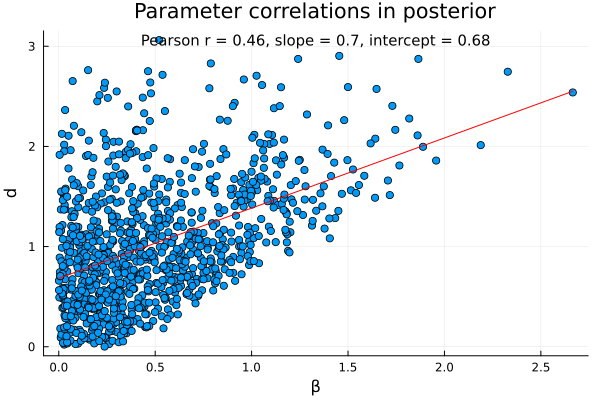 Parameter correlations in posterior
Pearson r = 0.46, slope = 0.7, intercept = 0.68
3
2
1
0
d
0.0 0.5 1.0 1.5 2.0 2.5
β